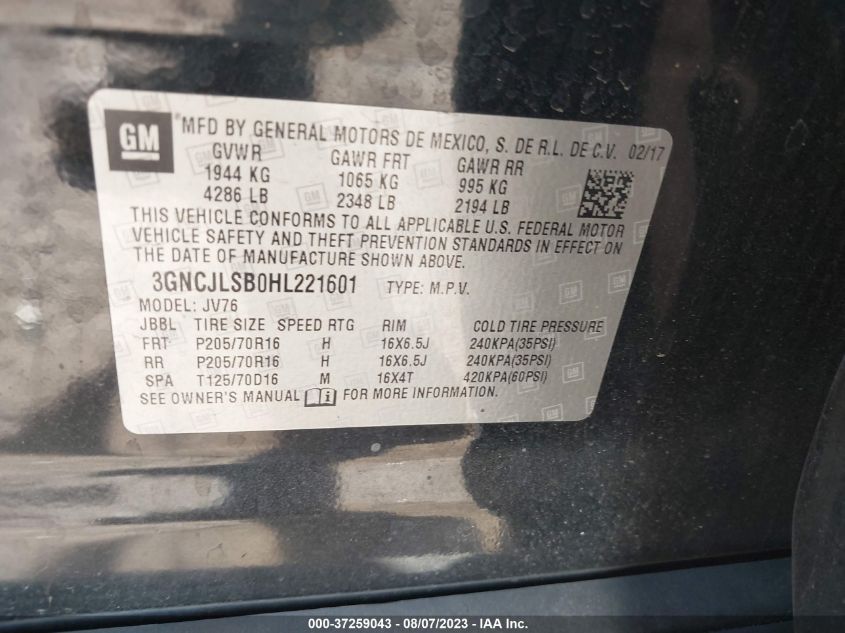 GM
MFD BY GENERAL MOTORS DE MEXICO, S. DE R.L. DE C.V. 02/17
GVWR GAWR FRT GAWR RR
1944 KG 1065 KG 995 KG
4286 LB 2348 LB 2194 LB
THIS VEHICLE CONFORMS TO ALL APPLICABLE U.S. FEDERAL MOTOR
VEHICLE SAFETY AND THEFT PREVENTION STANDARDS IN EFFECT ON
THE DATE OF MANUFACTURE SHOWN ABOVE.
3GNCJLSB0HL221601 TYPE: M.P.V.
MODEL: JV76
JBBL TIRE SIZE SPEED RTG RIM COLD TIRE PRESSURE
FRT P205/70R16 H 16X6.5J 240KPA(35PSI)
RR P205/70R16 H 16X6.5J 240KPA(35PSI)
SPA T125/70D16 M 16X4T 420KPA(60PSI)
SEE OWNER'S MANUAL FOR MORE INFORMATION.
000-37259043 - 08/07/2023 - IAA Inc.